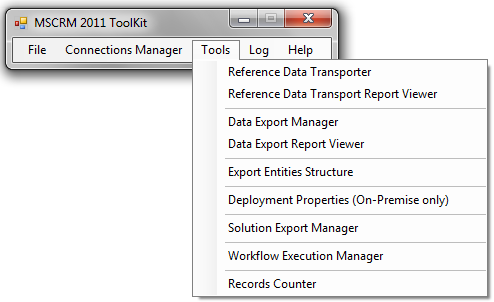 MSCRM 2011 ToolKit
File Connections Manager Tools Log Help
Reference Data Transporter
Reference Data Transport Report Viewer
Data Export Manager
Data Export Report Viewer
Export Entities Structure
Deployment Properties (On-Premise only)
Solution Export Manager
Workflow Execution Manager
Records Counter